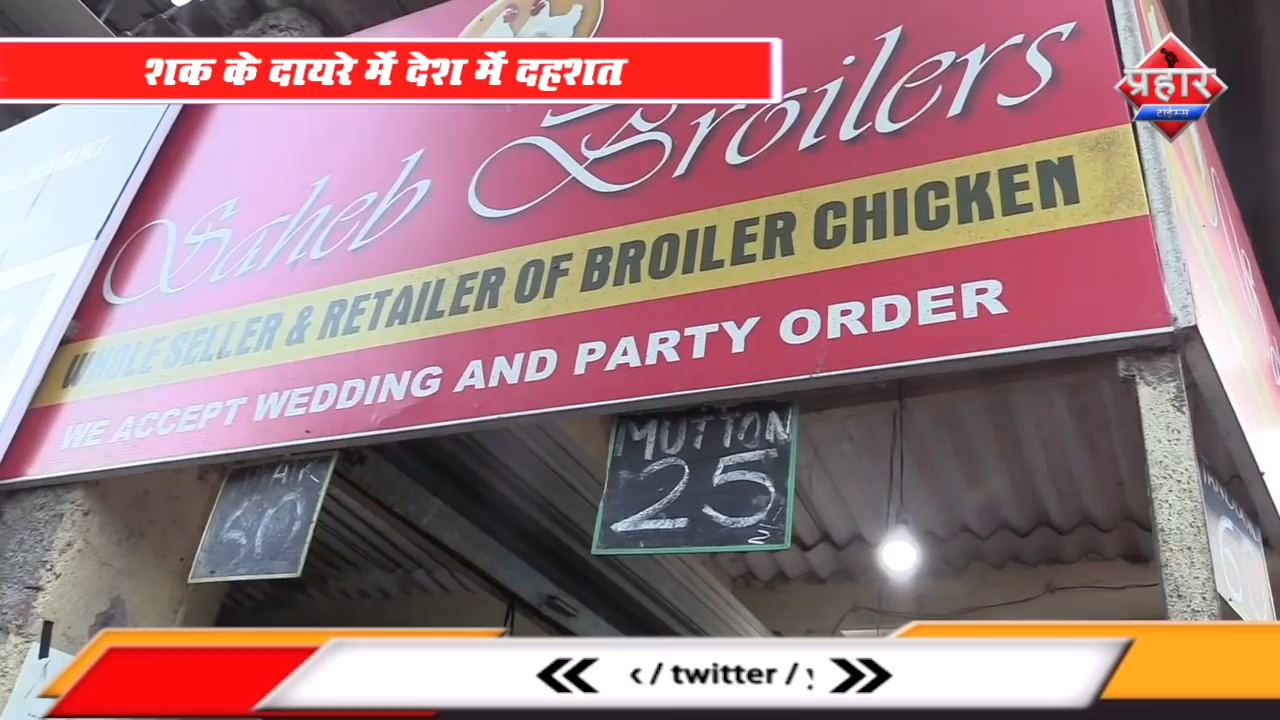 शक के दायरे में देश में दहशत
प्रहार
टाईम्स
Saheb Broilers
WHOLE SELLER & RETAILER OF BROILER CHICKEN
WE ACCEPT WEDDING AND PARTY ORDER
MUTTON
25
/ twitter /